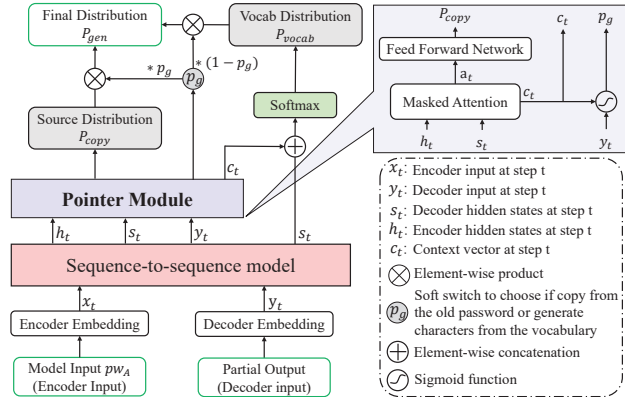 Final Distribution
P_gen
Vocab Distribution
P_vocab
* p_g
p_g
* (1 − p_g)
Source Distribution
P_copy
Softmax
c_t
Pointer Module
h_t
s_t
y_t
s_t
Sequence-to-sequence model
x_t
y_t
Encoder Embedding
Decoder Embedding
Model Input pw_A
(Encoder Input)
Partial Output
(Decoder input)
P_copy
c_t
p_g
Feed Forward Network
a_t
Masked Attention
c_t
h_t
s_t
y_t
x_t: Encoder input at step t
y_t: Decoder input at step t
s_t: Decoder hidden states at step t
h_t: Encoder hidden states at step t
c_t: Context vector at step t
Element-wise product
p_g
Soft switch to choose if copy from
the old password or generate
characters from the vocabulary
Element-wise concatenation
Sigmoid function